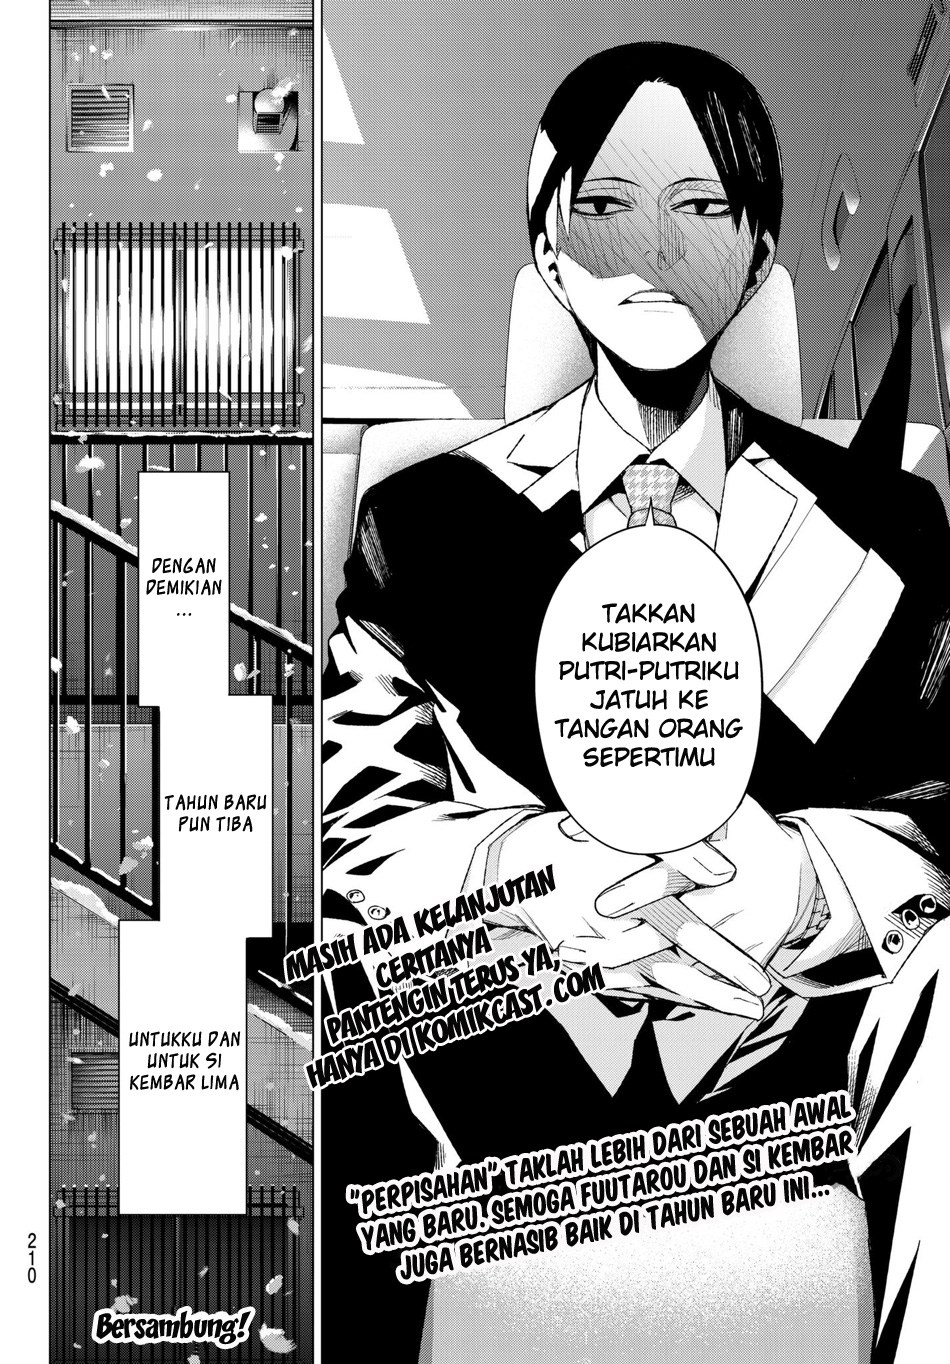 TAKKAN
KUBIARKAN
PUTRI-PUTRIKU
JATUH KE
TANGAN ORANG
SEPERTIMU
DENGAN
DEMIKIAN
...
TAHUN BARU
PUN TIBA
UNTUKKU DAN
UNTUK SI
KEMBAR LIMA
MASIH ADA KELANJUTAN
CERITANYA
PANTENGIN TERUS YA,
HANYA DI KOMIKCAST.COM
"PERPISAHAN" TAKLAH LEBIH DARI SEBUAH AWAL
YANG BARU. SEMOGA FUUTAROU DAN SI KEMBAR
JUGA BERNASIB BAIK DI TAHUN BARU INI...
210
Bersambung!